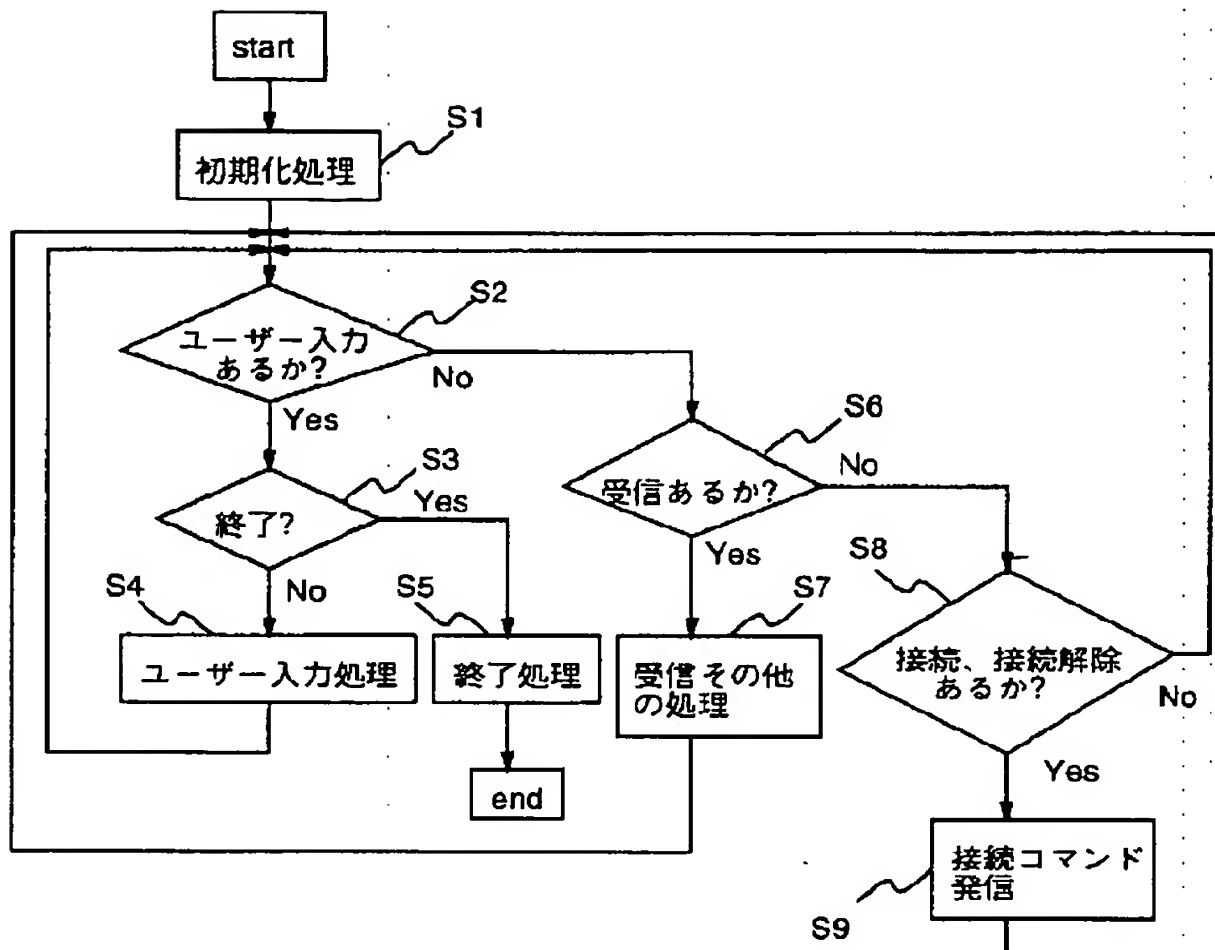 start
S1
初期化処理
S2
ユーザー入力
あるか?
No
Yes
S6
S3
No
Yes
受信あるか?
終了?
Yes
S8
S4
No
S5
S7
接続、接続解除
あるか?
ユーザー入力処理
終了処理
受信その他
の処理
No
Yes
end
接続コマンド
発信
S9